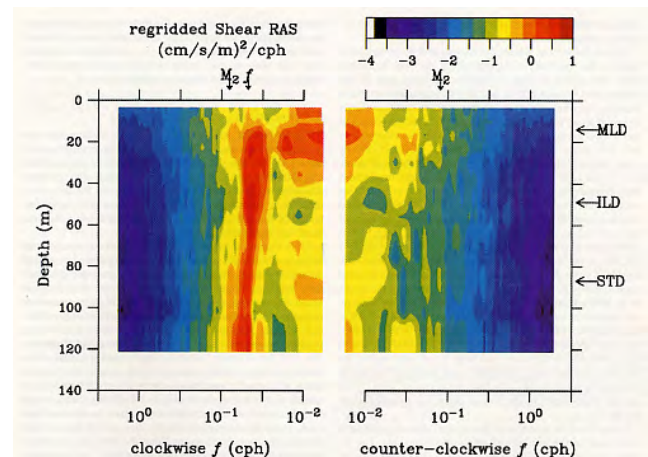 regridded Shear RAS
(cm/s/m)²/cph
-4 -3 -2 -1 0 1
M₂ f
M₂
0
20
40
60
80
100
120
140
Depth (m)
MLD
ILD
STD
10⁰ 10⁻¹ 10⁻²
10⁻² 10⁻¹ 10⁰
clockwise f (cph)
counter-clockwise f (cph)